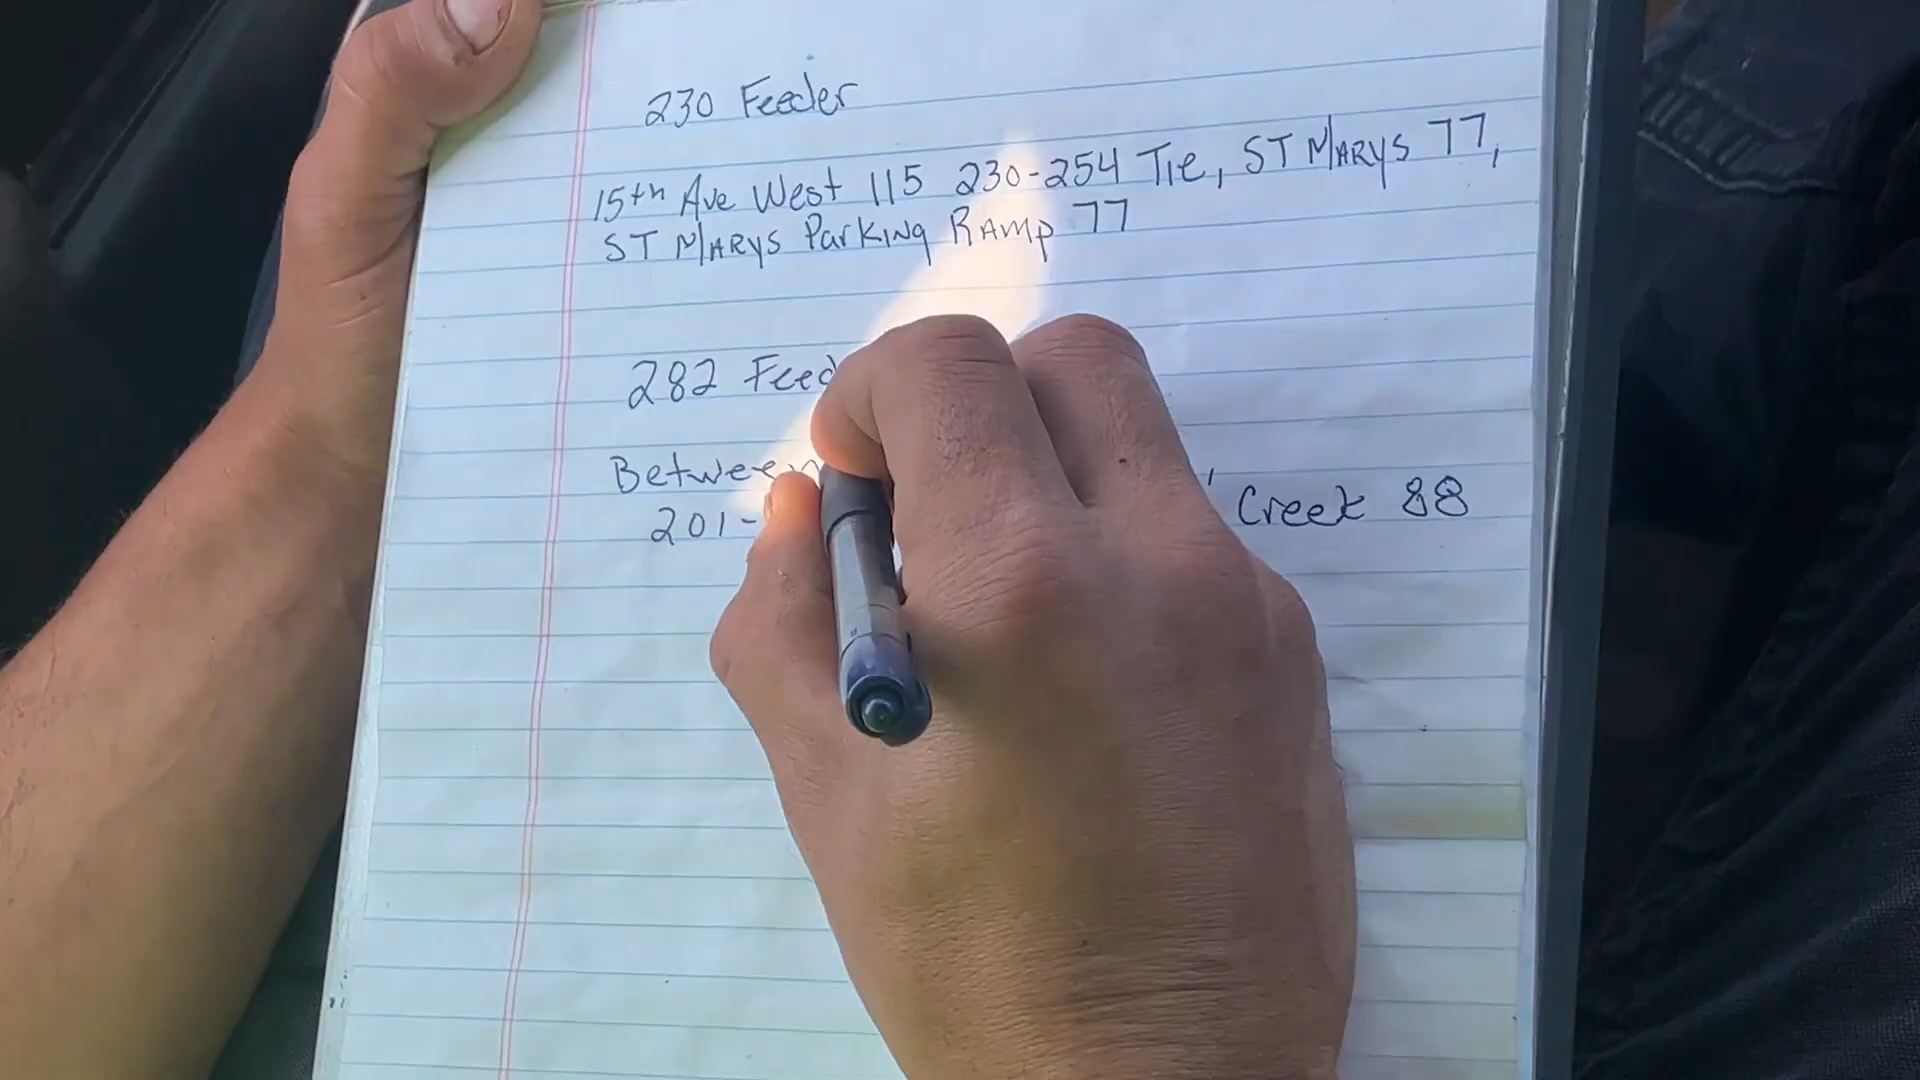 230 Feeder
15th Ave West 115 230-254 Tie, ST MARYS 77,
ST MARYS Parking Ramp 77
282
Between
201- Creek 88